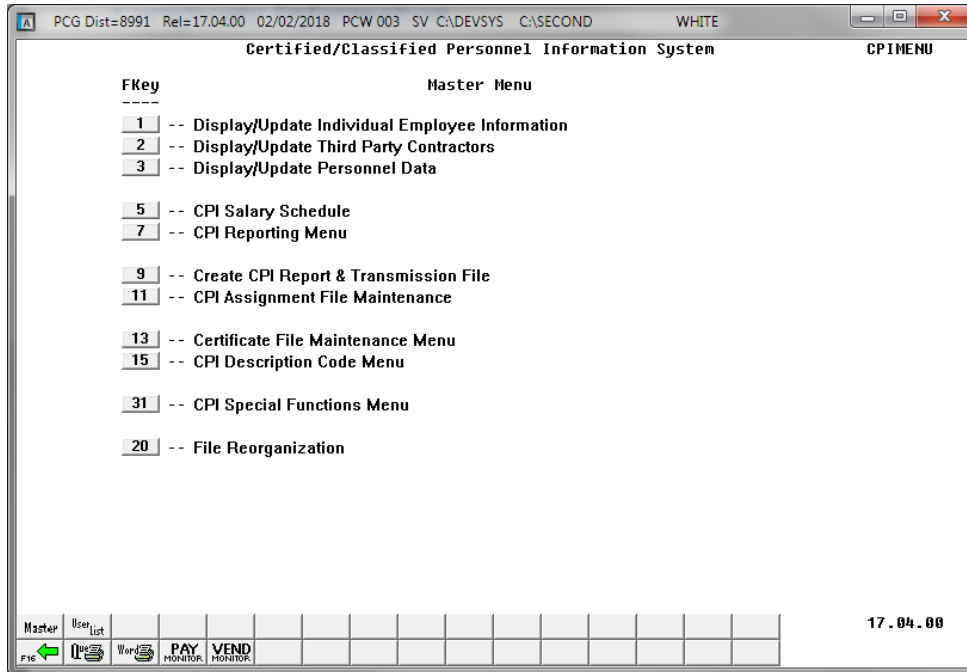 A PCG Dist=8991 Rel=17.04.00 02/02/2018 PCW 003 SV C:\DEVSYS C:\SECOND WHITE
Certified/Classified Personnel Information System CPIMENU
FKey Master Menu
----
1 -- Display/Update Individual Employee Information
2 -- Display/Update Third Party Contractors
3 -- Display/Update Personnel Data
5 -- CPI Salary Schedule
7 -- CPI Reporting Menu
9 -- Create CPI Report & Transmission File
11 -- CPI Assignment File Maintenance
13 -- Certificate File Maintenance Menu
15 -- CPI Description Code Menu
31 -- CPI Special Functions Menu
20 -- File Reorganization
Master User List 17.04.00
F16 Que Word PAY MONITOR VEND MONITOR